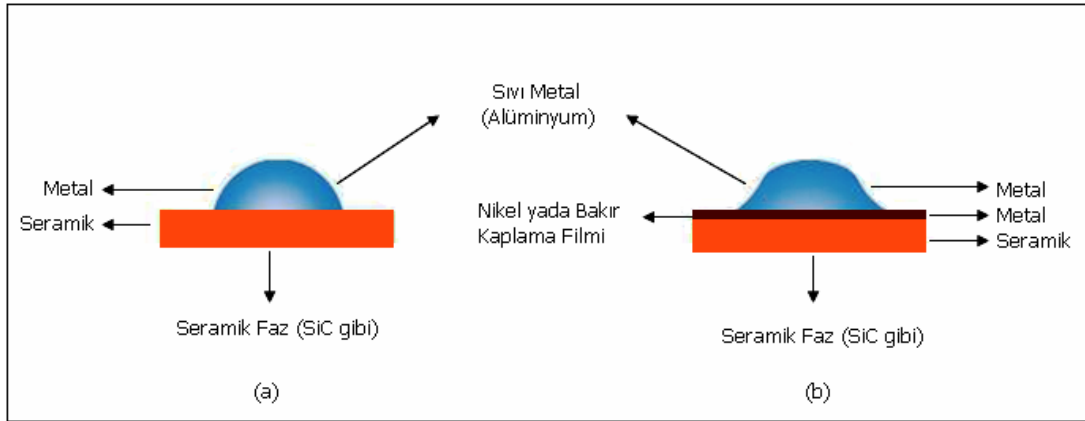 Sıvı Metal
(Alüminyum)
Metal
Seramik
Seramik Faz (SiC gibi)
(a)
Nikel yada Bakır
Kaplama Filmi
Metal
Metal
Seramik
Seramik Faz (SiC gibi)
(b)